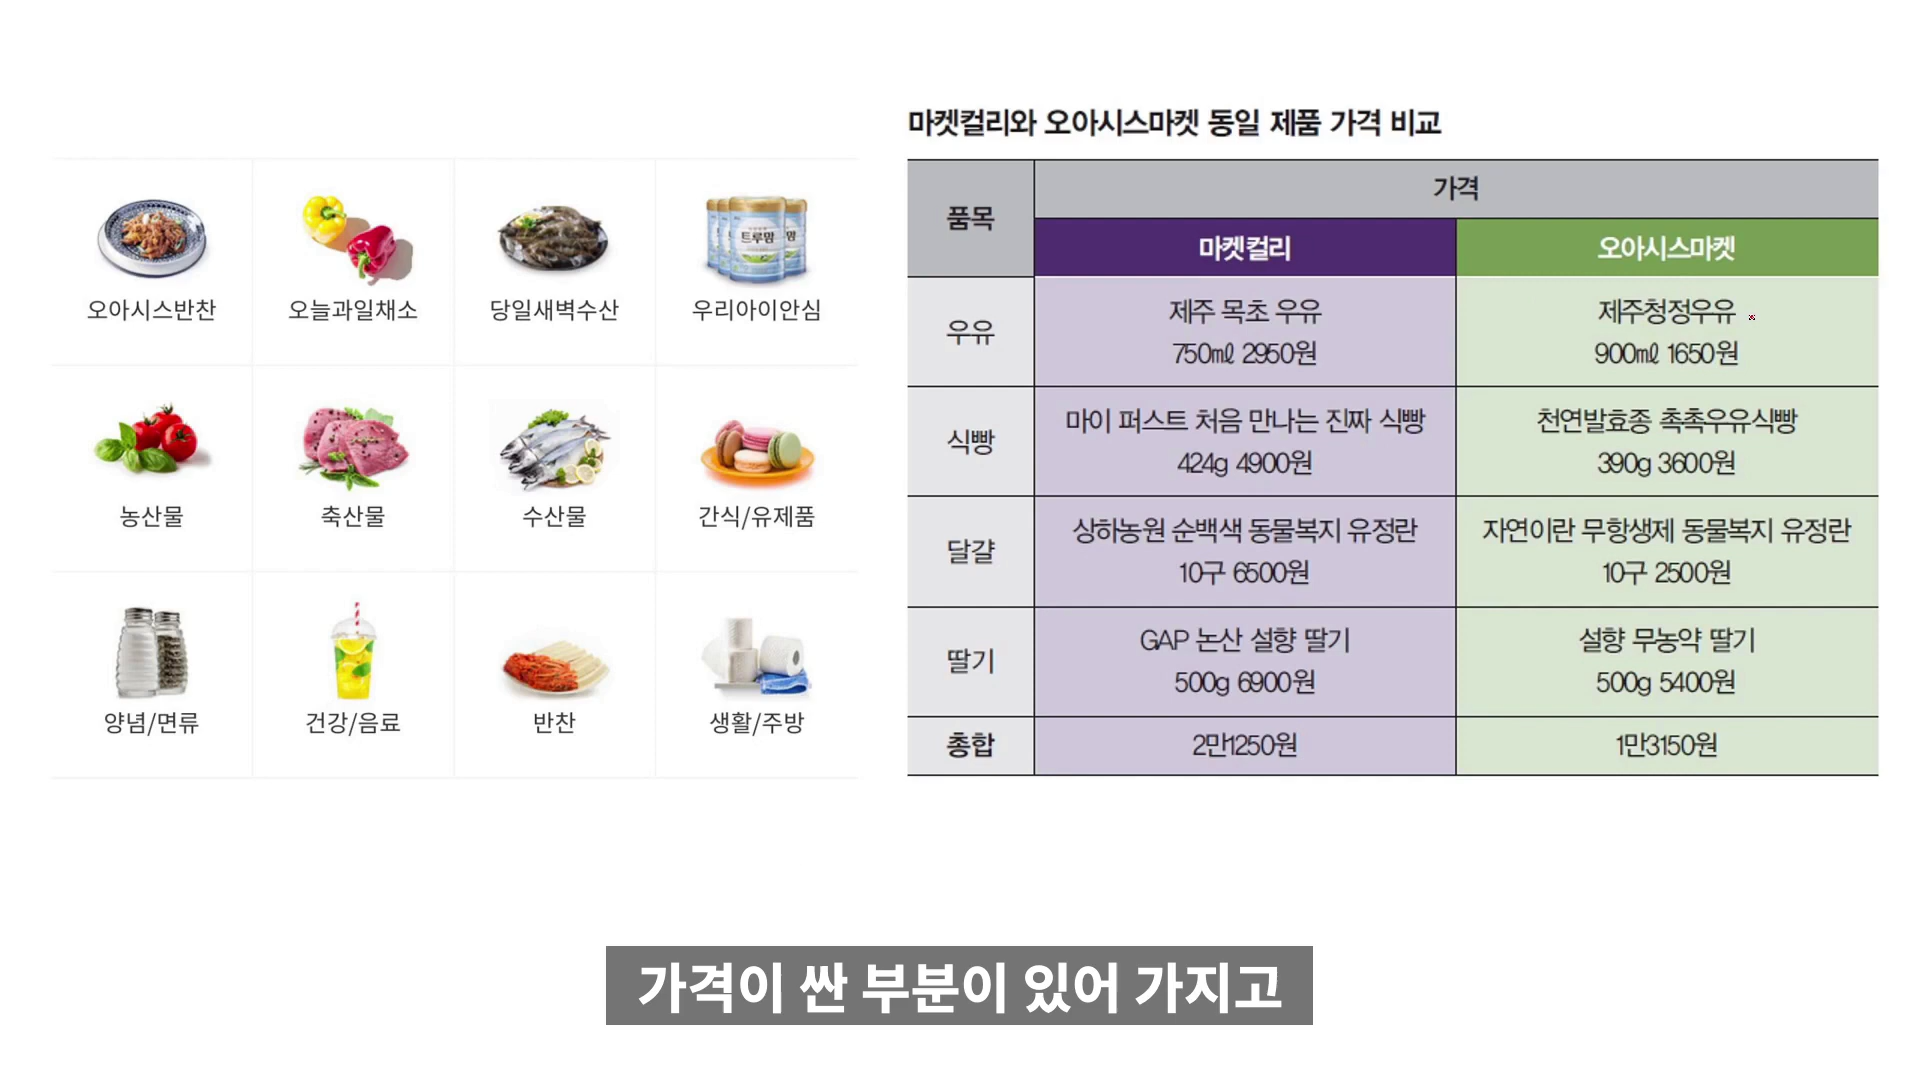 오아시스반찬
오늘과일채소
당일새벽수산
트루맘
맘
우리아이안심
농산물
축산물
수산물
간식/유제품
양념/면류
건강/음료
반찬
생활/주방
마켓컬리와 오아시스마켓 동일 제품 가격 비교
품목
가격
마켓컬리
오아시스마켓
우유
제주 목초 우유
750㎖ 2950원
제주청정우유
900㎖ 1650원
식빵
마이 퍼스트 처음 만나는 진짜 식빵
424g 4900원
천연발효종 촉촉우유식빵
390g 3600원
달걀
상하농원 순백색 동물복지 유정란
10구 6500원
자연이란 무항생제 동물복지 유정란
10구 2500원
딸기
GAP 논산 설향 딸기
500g 6900원
설향 무농약 딸기
500g 5400원
총합
2만1250원
1만3150원
가격이 싼 부분이 있어 가지고